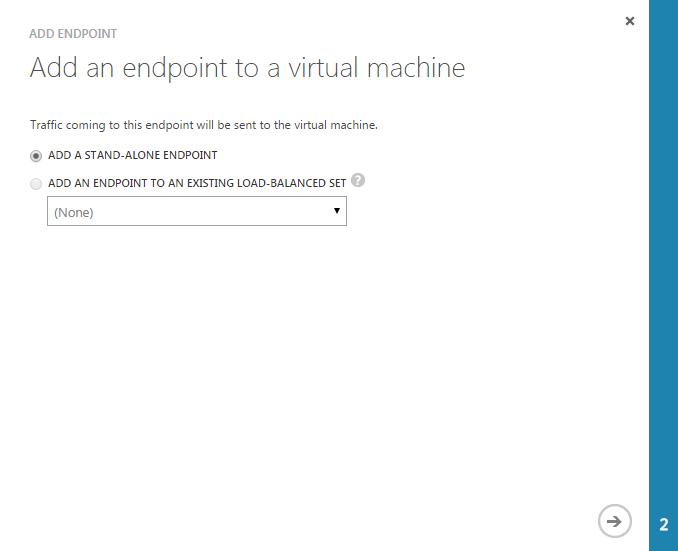 ADD ENDPOINT
Add an endpoint to a virtual machine
Traffic coming to this endpoint will be sent to the virtual machine.
ADD A STAND-ALONE ENDPOINT
ADD AN ENDPOINT TO AN EXISTING LOAD-BALANCED SET ?
(None)
2